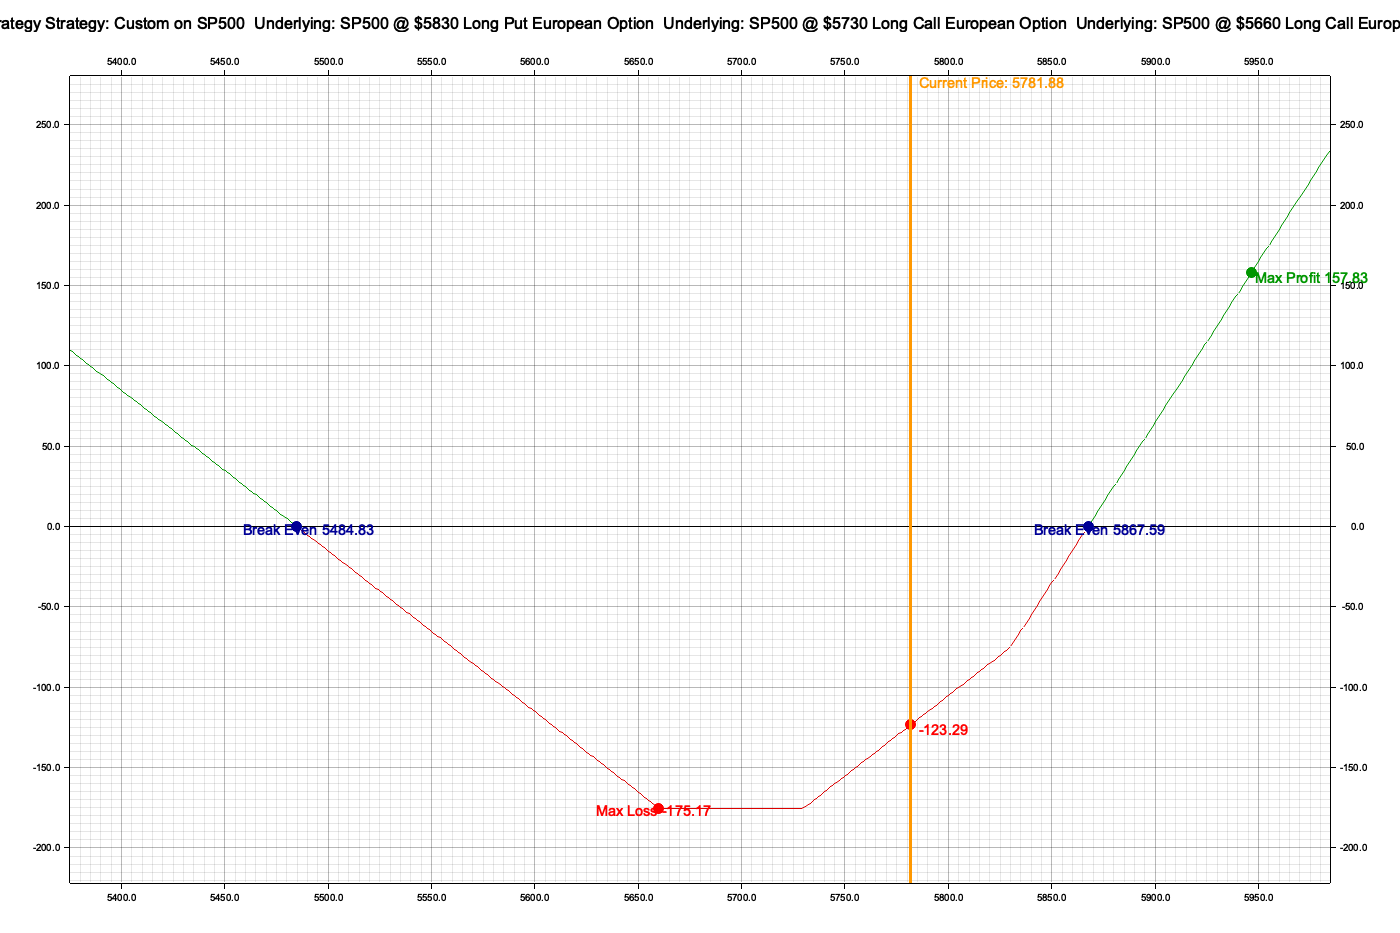 rategy Strategy: Custom on SP500 Underlying: SP500 @ $5830 Long Put European Option Underlying: SP500 @ $5730 Long Call European Option Underlying: SP500 @ $5660 Long Call Europ
5400.0 5450.0 5500.0 5550.0 5600.0 5650.0 5700.0 5750.0 5800.0 5850.0 5900.0 5950.0
Current Price: 5781.88
250.0 250.0
200.0 200.0
Max Profit 157.83
150.0 150.0
100.0 100.0
50.0 50.0
0.0 0.0
Break Even 5484.83 Break Even 5867.59
-50.0 -50.0
-100.0 -100.0
-123.29
-150.0 -150.0
Max Loss -175.17
-200.0 -200.0
5400.0 5450.0 5500.0 5550.0 5600.0 5650.0 5700.0 5750.0 5800.0 5850.0 5900.0 5950.0